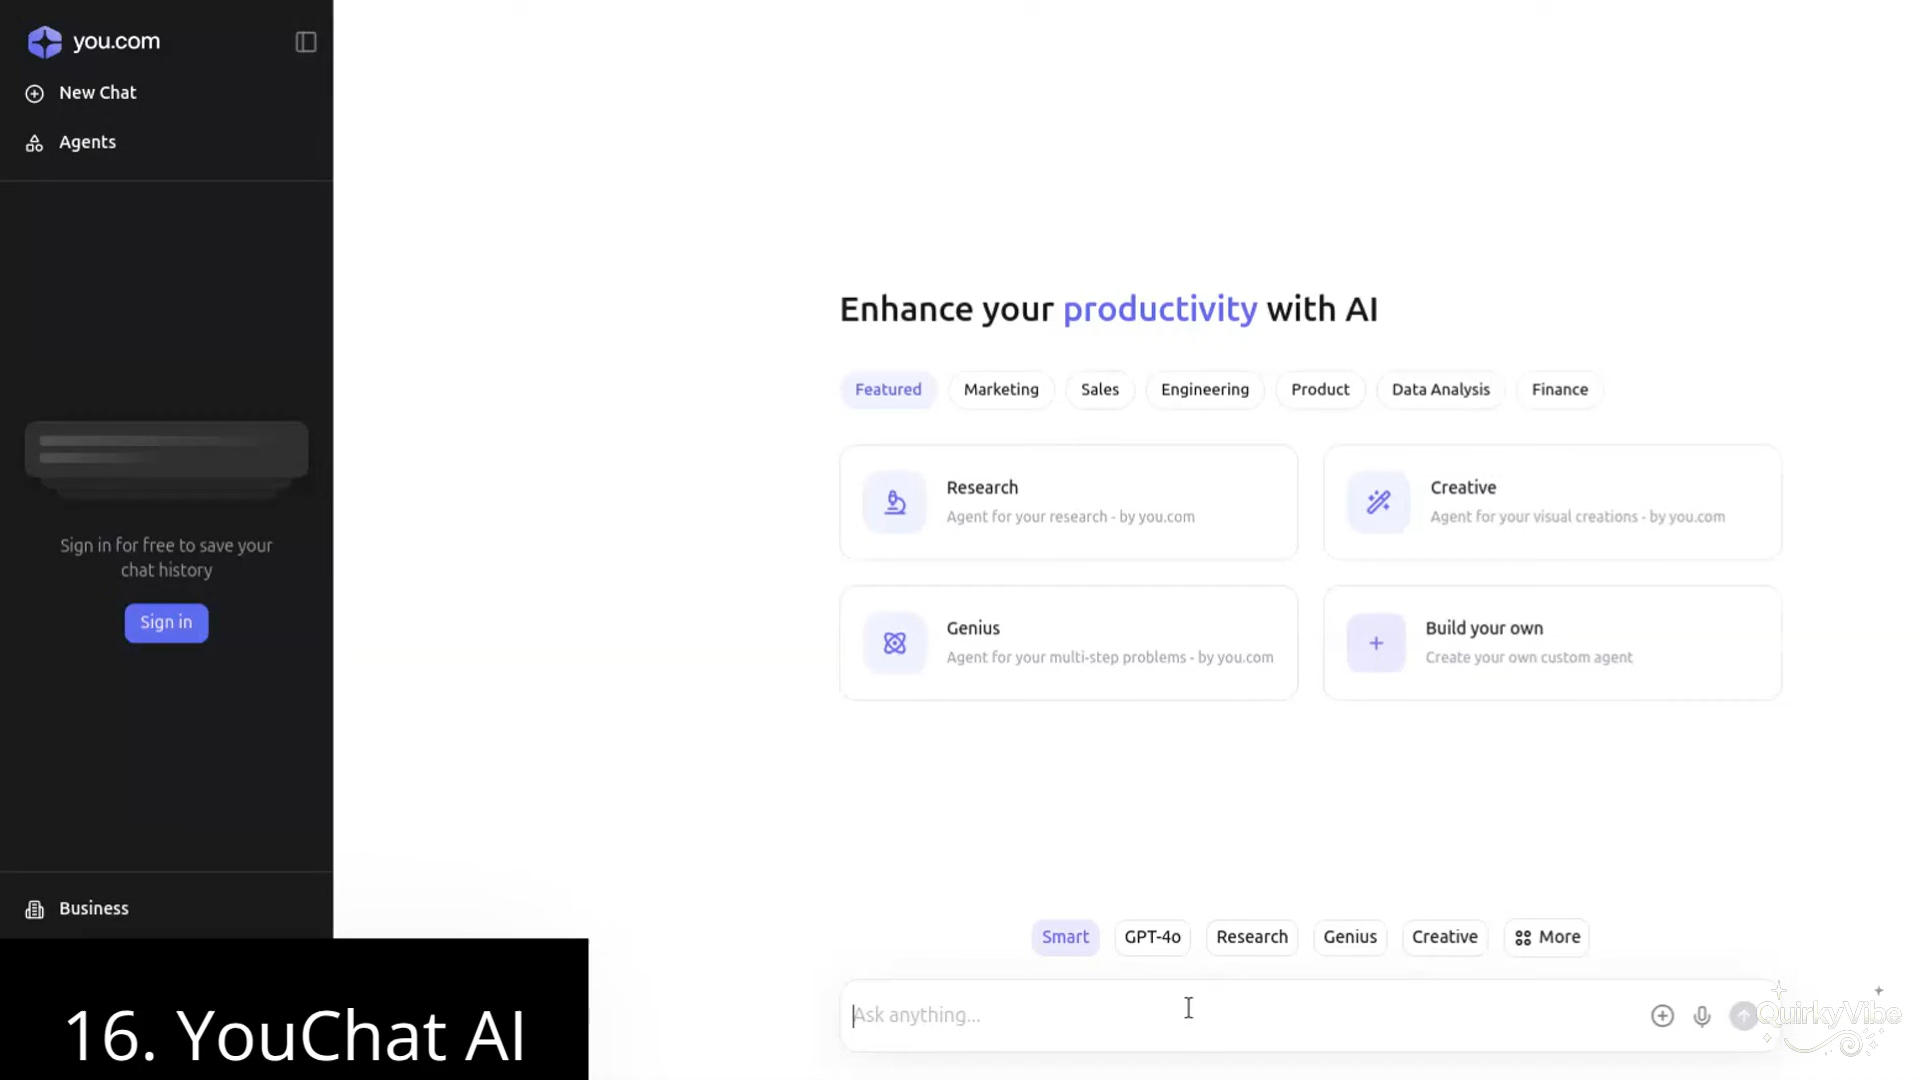 you.com
New Chat
Agents
Sign in for free to save your
chat history
Sign in
Business
Enhance your productivity with AI
Featured Marketing Sales Engineering Product Data Analysis Finance
Research
Agent for your research - by you.com
Creative
Agent for your visual creations - by you.com
Genius
Agent for your multi-step problems - by you.com
Build your own
Create your own custom agent
Smart GPT-4o Research Genius Creative More
Ask anything...
QuirkyVibe
16. YouChat AI